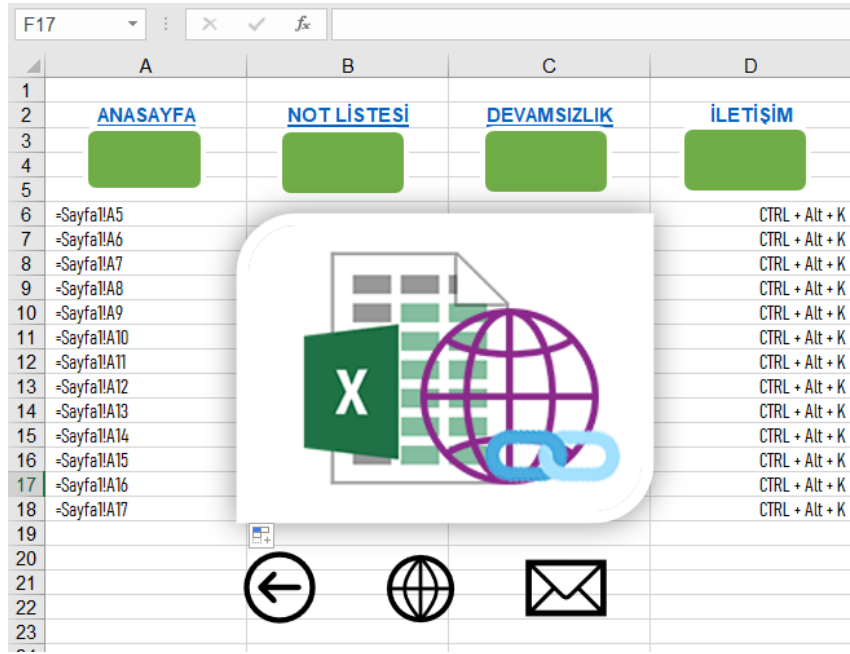 F17
fx
A B C D
1
2 ANASAYFA NOT LİSTESİ DEVAMSIZLIK İLETİŞİM
3
4
5
6 =Sayfa1!A5 CTRL + Alt + K
7 =Sayfa1!A6 CTRL + Alt + K
8 =Sayfa1!A7 CTRL + Alt + K
9 =Sayfa1!A8 CTRL + Alt + K
10 =Sayfa1!A9 CTRL + Alt + K
11 =Sayfa1!A10 CTRL + Alt + K
12 =Sayfa1!A11 CTRL + Alt + K
13 =Sayfa1!A12 CTRL + Alt + K
14 =Sayfa1!A13 CTRL + Alt + K
15 =Sayfa1!A14 CTRL + Alt + K
16 =Sayfa1!A15 CTRL + Alt + K
17 =Sayfa1!A16 CTRL + Alt + K
18 =Sayfa1!A17 CTRL + Alt + K
X
19
20
21
22
23